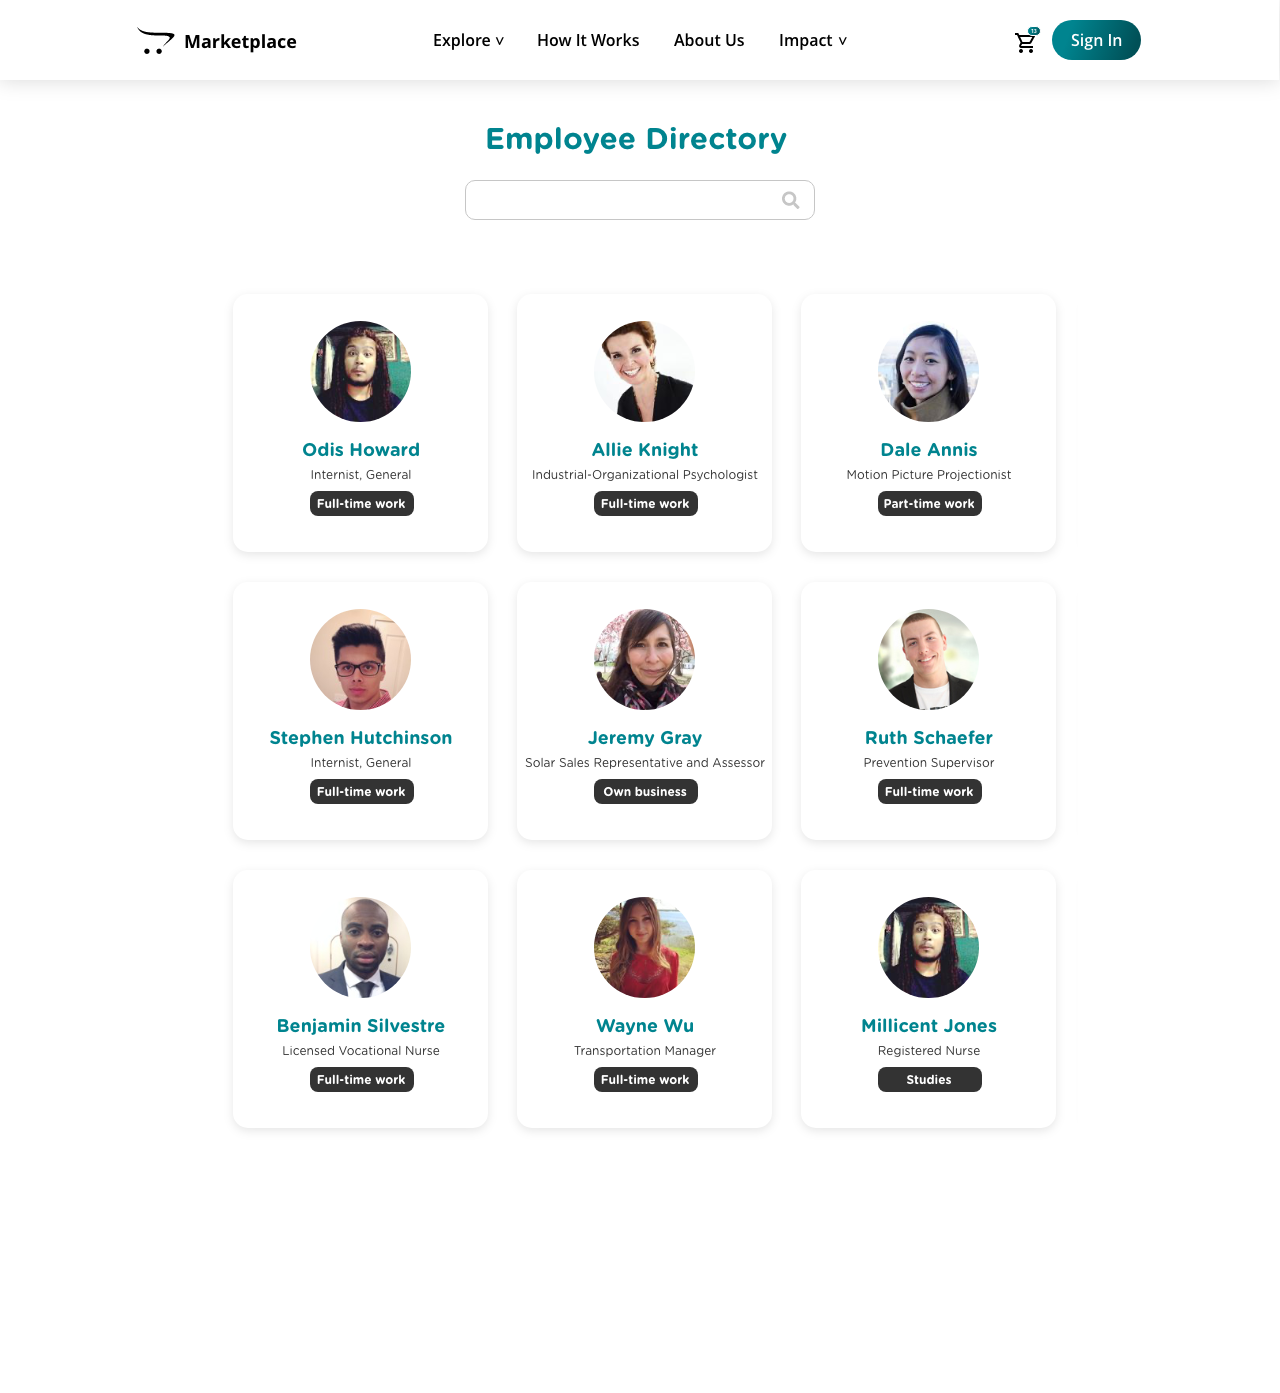 Marketplace
Explore ˅
How It Works
About Us
Impact ˅
Sign In
Employee Directory
Odis Howard
Internist, General
Full-time work
Allie Knight
Industrial-Organizational Psychologist
Full-time work
Dale Annis
Motion Picture Projectionist
Part-time work
Stephen Hutchinson
Internist, General
Full-time work
Jeremy Gray
Solar Sales Representative and Assessor
Own business
Ruth Schaefer
Prevention Supervisor
Full-time work
Benjamin Silvestre
Licensed Vocational Nurse
Full-time work
Wayne Wu
Transportation Manager
Full-time work
Millicent Jones
Registered Nurse
Studies